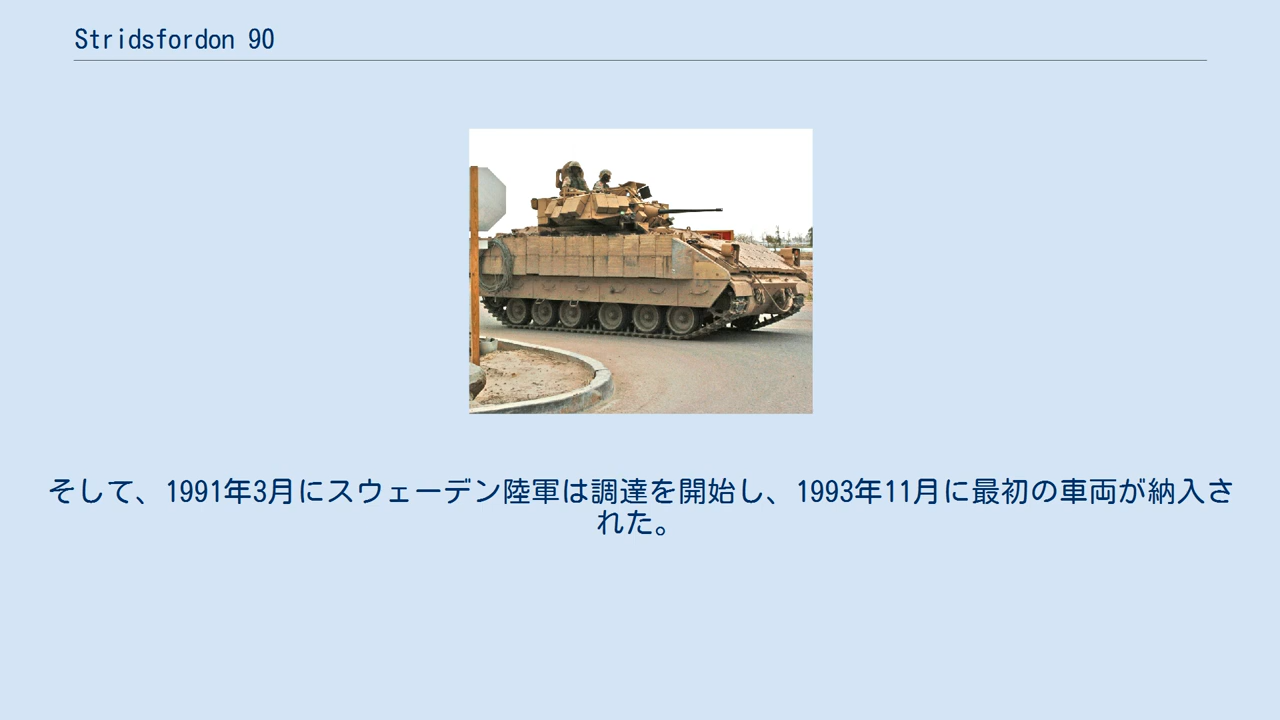 Stridsfordon 90
そして、1991年3月にスウェーデン陸軍は調達を開始し、1993年11月に最初の車両が納入さ
れた。